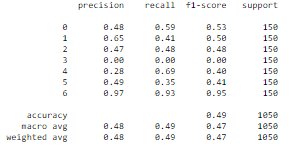 precision recall f1-score support
0 0.48 0.59 0.53 150
1 0.65 0.41 0.50 150
2 0.47 0.48 0.48 150
3 0.00 0.00 0.00 150
4 0.28 0.69 0.40 150
5 0.49 0.35 0.41 150
6 0.97 0.93 0.95 150
accuracy 0.49 1050
macro avg 0.48 0.49 0.47 1050
weighted avg 0.48 0.49 0.47 1050